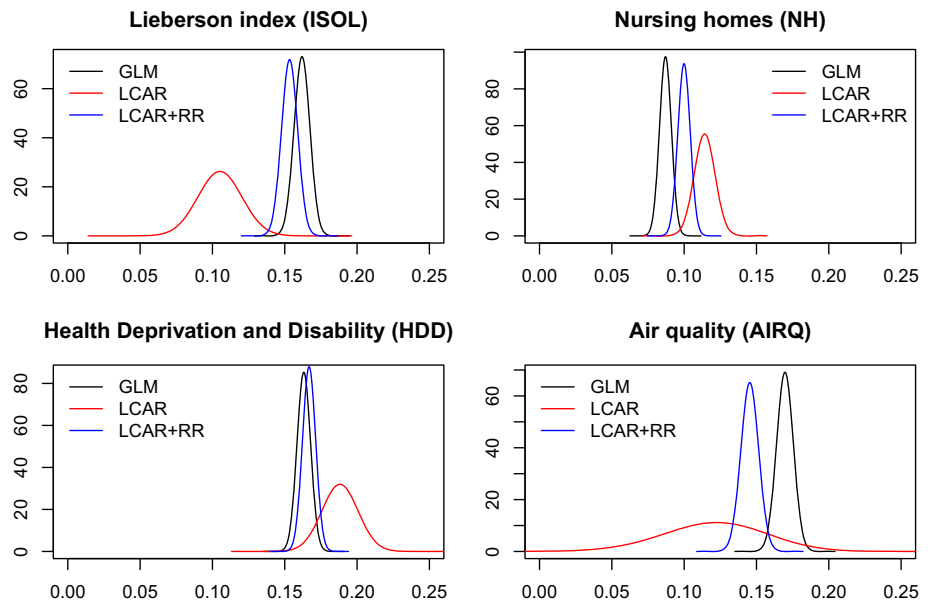 Lieberson index (ISOL)
GLM
LCAR
LCAR+RR
0 20 40 60
0.00 0.05 0.10 0.15 0.20 0.25
Nursing homes (NH)
GLM
LCAR
LCAR+RR
0 20 40 60 80
0.00 0.05 0.10 0.15 0.20 0.25
Health Deprivation and Disability (HDD)
GLM
LCAR
LCAR+RR
0 20 40 60 80
0.00 0.05 0.10 0.15 0.20 0.25
Air quality (AIRQ)
GLM
LCAR
LCAR+RR
0 20 40 60
0.00 0.05 0.10 0.15 0.20 0.25